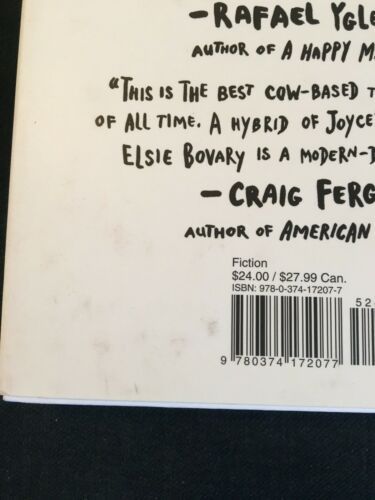 —RAFAEL YGLE
AUTHOR OF A HAPPY M
"THIS IS THE BEST COW-BASED T
OF ALL TIME. A HYBRID OF JOYCE
ELSIE BOVARY IS A MODERN-D
—CRAIG FERG
AUTHOR OF AMERICAN
Fiction
$24.00 / $27.99 Can.
ISBN: 978-0-374-17207-7
52
9 780374 172077